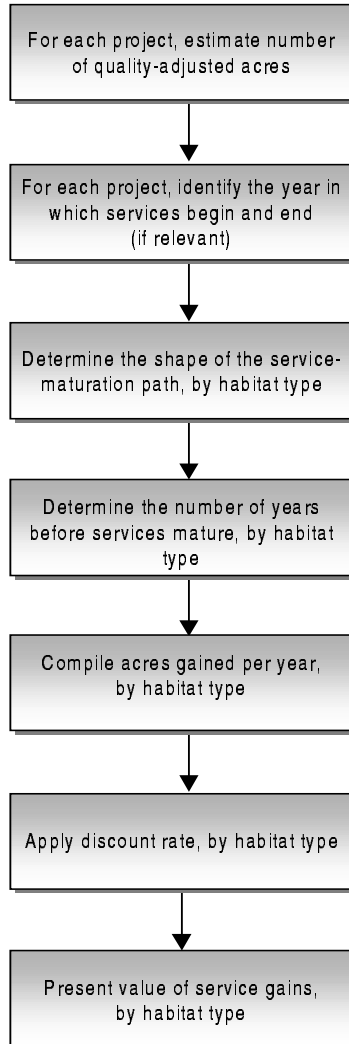 For each project, estimate number
of quality-adjusted acres
For each project, identify the year in
which services begin and end
(if relevant)
Determine the shape of the service-
maturation path, by habitat type
Determine the number of years
before services mature, by habitat
type
Compile acres gained per year,
by habitat type
Apply discount rate, by habitat type
Present value of service gains,
by habitat type